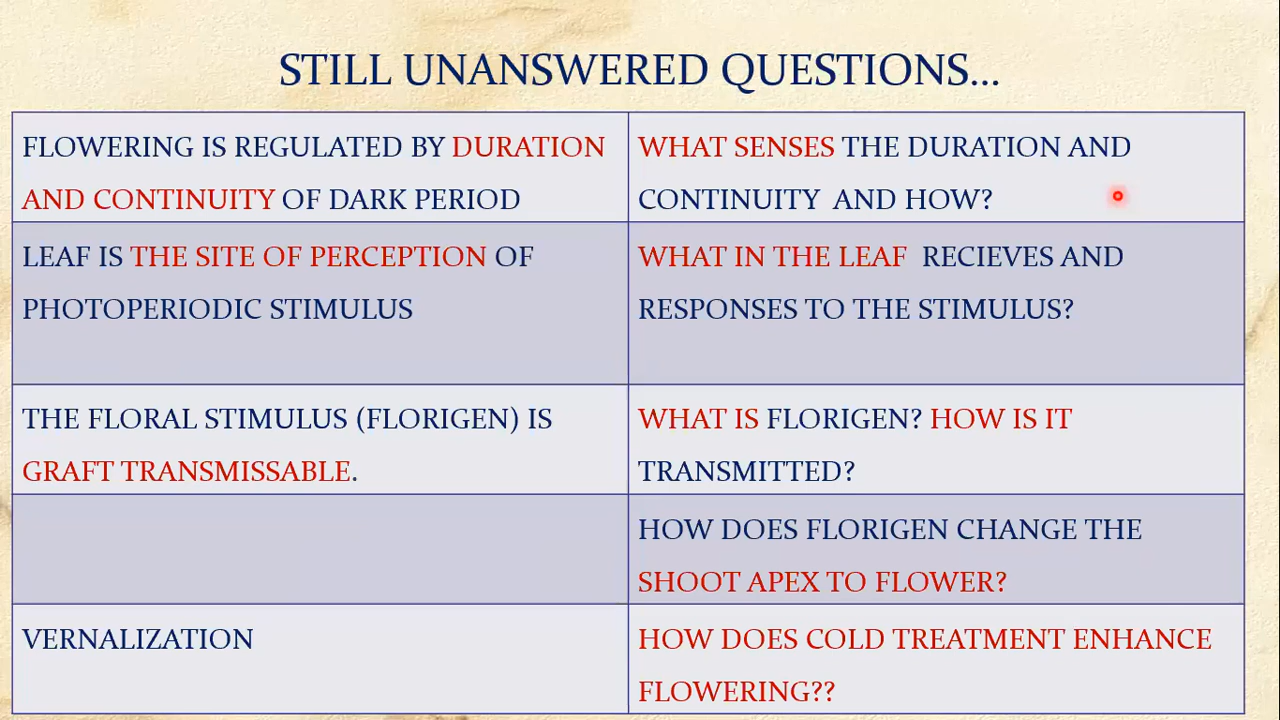 STILL UNANSWERED QUESTIONS...
FLOWERING IS REGULATED BY DURATION
AND CONTINUITY OF DARK PERIOD
WHAT SENSES THE DURATION AND
CONTINUITY AND HOW?
LEAF IS THE SITE OF PERCEPTION OF
PHOTOPERIODIC STIMULUS
WHAT IN THE LEAF RECIEVES AND
RESPONSES TO THE STIMULUS?
THE FLORAL STIMULUS (FLORIGEN) IS
GRAFT TRANSMISSABLE.
WHAT IS FLORIGEN? HOW IS IT
TRANSMITTED?
HOW DOES FLORIGEN CHANGE THE
SHOOT APEX TO FLOWER?
VERNALIZATION
HOW DOES COLD TREATMENT ENHANCE
FLOWERING??